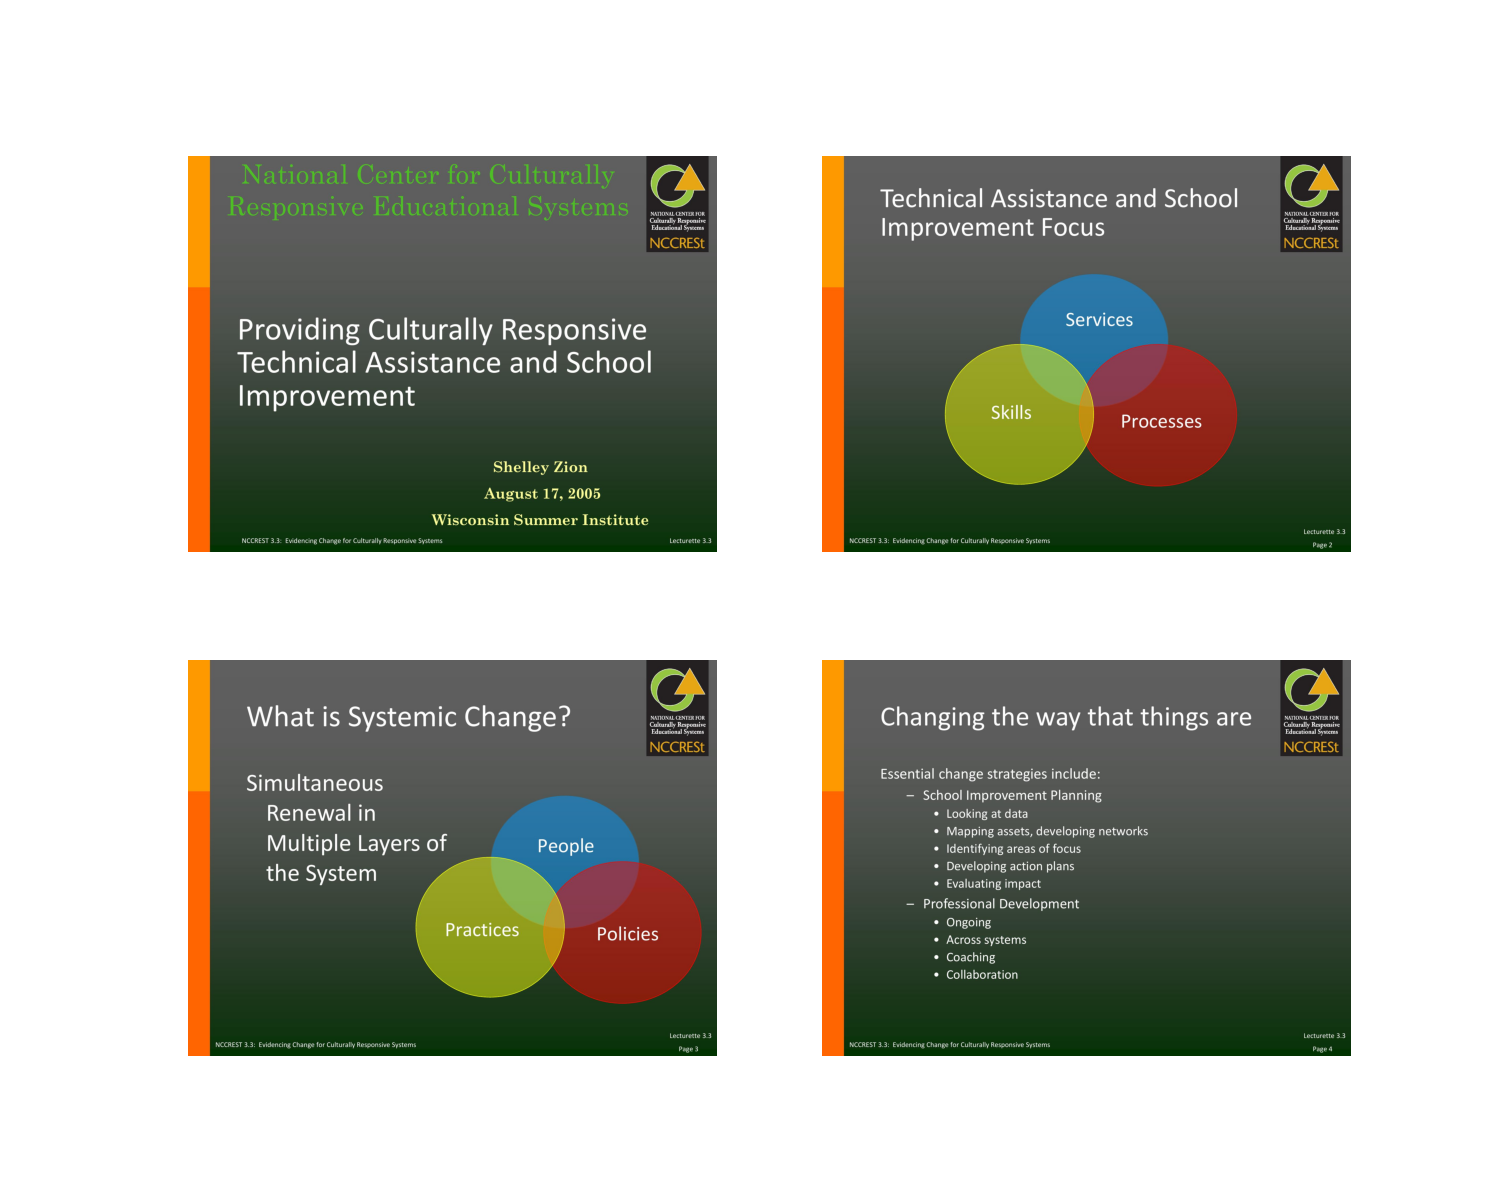 National Center for Culturally
Responsive Educational Systems
NATIONAL CENTER FOR
Culturally Responsive
Educational Systems
NCCRESt
Providing Culturally Responsive
Technical Assistance and School
Improvement
Shelley Zion
August 17, 2005
Wisconsin Summer Institute
NCCREST 3.3: Evidencing Change for Culturally Responsive Systems
Lecturette 3.3
Technical Assistance and School
Improvement Focus
NATIONAL CENTER FOR
Culturally Responsive
Educational Systems
NCCRESt
Services
Skills
Processes
NCCREST 3.3: Evidencing Change for Culturally Responsive Systems
Lecturette 3.3
Page 2
What is Systemic Change?
NATIONAL CENTER FOR
Culturally Responsive
Educational Systems
NCCRESt
Simultaneous
Renewal in
Multiple Layers of
the System
People
Practices
Policies
NCCREST 3.3: Evidencing Change for Culturally Responsive Systems
Lecturette 3.3
Page 3
Changing the way that things are
NATIONAL CENTER FOR
Culturally Responsive
Educational Systems
NCCRESt
Essential change strategies include:
– School Improvement Planning
• Looking at data
• Mapping assets, developing networks
• Identifying areas of focus
• Developing action plans
• Evaluating impact
– Professional Development
• Ongoing
• Across systems
• Coaching
• Collaboration
NCCREST 3.3: Evidencing Change for Culturally Responsive Systems
Lecturette 3.3
Page 4